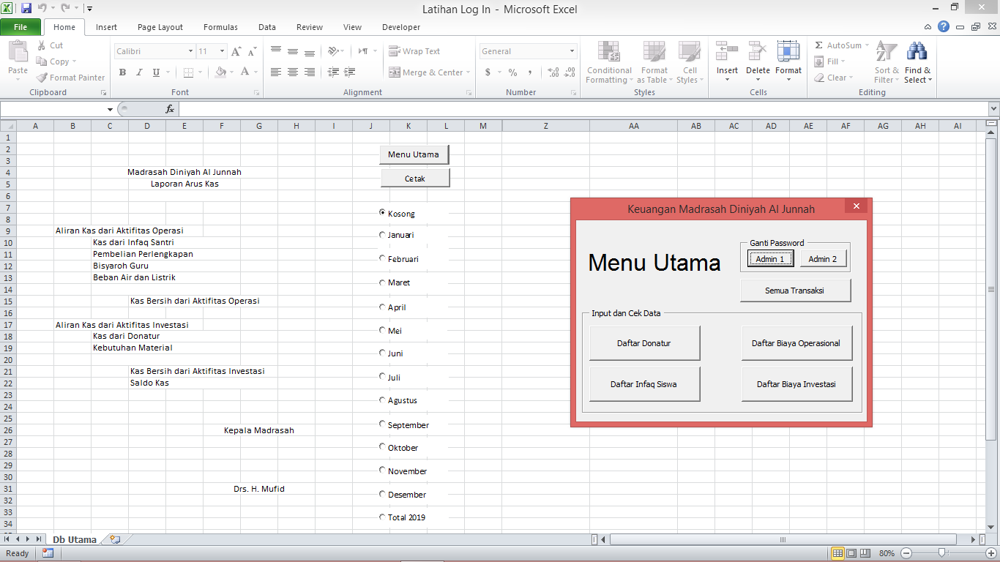 Latihan Log In - Microsoft Excel
File Home Insert Page Layout Formulas Data Review View Developer
Paste Cut Copy Format Painter
Calibri 11
B I U A
Wrap Text
Merge & Center
General
$ % ,
Conditional Formatting
Format as Table
Cell Styles
Insert Delete Format
Σ AutoSum
Fill
Clear
Sort & Filter
Find & Select
Clipboard Font Alignment Number Styles Cells Editing
fx
A B C D E F G H I J K L M Z AA AB AC AD AE AF AG AH AI
1
2
3
4
5
6
7
8
9
10
11
12
13
14
15
16
17
18
19
20
21
22
23
24
25
26
27
28
29
30
31
32
33
34
Madrasah Diniyah Al Junnah
Laporan Arus Kas
Aliran Kas dari Aktifitas Operasi
Kas dari Infaq Santri
Pembelian Perlengkapan
Bisyaroh Guru
Beban Air dan Listrik
Kas Bersih dari Aktifitas Operasi
Aliran Kas dari Aktifitas Investasi
Kas dari Donatur
Kebutuhan Material
Kas Bersih dari Aktifitas Investasi
Saldo Kas
Kepala Madrasah
Drs. H. Mufid
Menu Utama
Cetak
Kosong
Januari
Februari
Maret
April
Mei
Juni
Juli
Agustus
September
Oktober
November
Desember
Total 2019
Keuangan Madrasah Diniyah Al Junnah
Menu Utama
Ganti Password
Admin 1 Admin 2
Semua Transaksi
Input dan Cek Data
Daftar Donatur Daftar Biaya Operasional
Daftar Infaq Siswa Daftar Biaya Investasi
Db Utama
Ready 80%